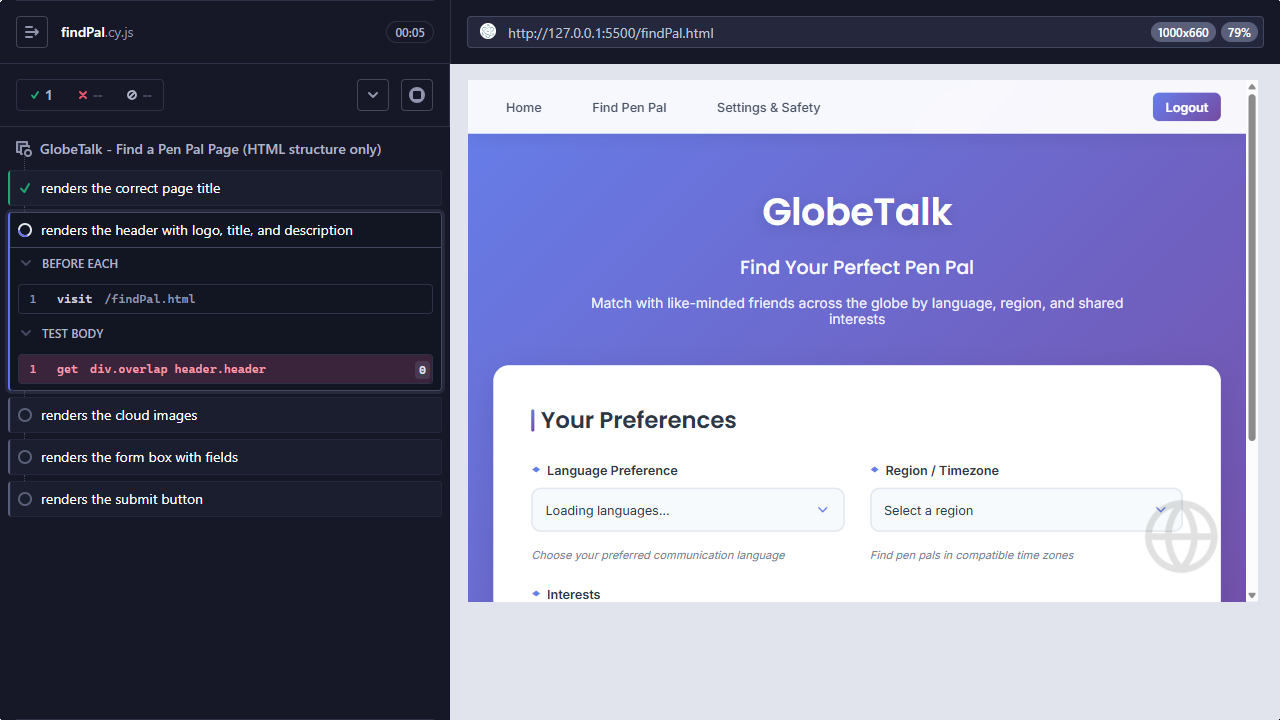 findPal.cy.js
00:05
http://127.0.0.1:5500/findPal.html
1000x660
79%
1
--
--
GlobeTalk - Find a Pen Pal Page (HTML structure only)
renders the correct page title
renders the header with logo, title, and description
BEFORE EACH
1 visit /findPal.html
TEST BODY
1 get div.overlap header.header 0
renders the cloud images
renders the form box with fields
renders the submit button
Home
Find Pen Pal
Settings & Safety
Logout
GlobeTalk
Find Your Perfect Pen Pal
Match with like-minded friends across the globe by language, region, and shared
interests
Your Preferences
Language Preference
Loading languages...
Choose your preferred communication language
Region / Timezone
Select a region
Find pen pals in compatible time zones
Interests